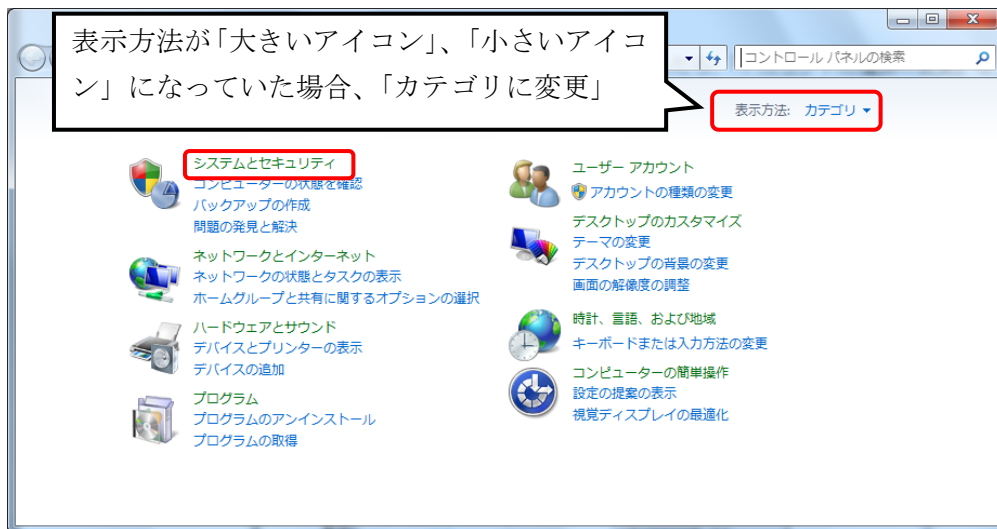 表示方法が「大きいアイコン」、「小さいアイコ
ン」になっていた場合、「カテゴリに変更」
コントロール パネルの検索
表示方法: カテゴリ
システムとセキュリティ
コンピューターの状態を確認
バックアップの作成
問題の発見と解決
ネットワークとインターネット
ネットワークの状態とタスクの表示
ホームグループと共有に関するオプションの選択
ハードウェアとサウンド
デバイスとプリンターの表示
デバイスの追加
プログラム
プログラムのアンインストール
プログラムの取得
ユーザー アカウント
アカウントの種類の変更
デスクトップのカスタマイズ
テーマの変更
デスクトップの背景の変更
画面の解像度の調整
時計、言語、および地域
キーボードまたは入力方法の変更
コンピューターの簡単操作
設定の提案の表示
視覚ディスプレイの最適化